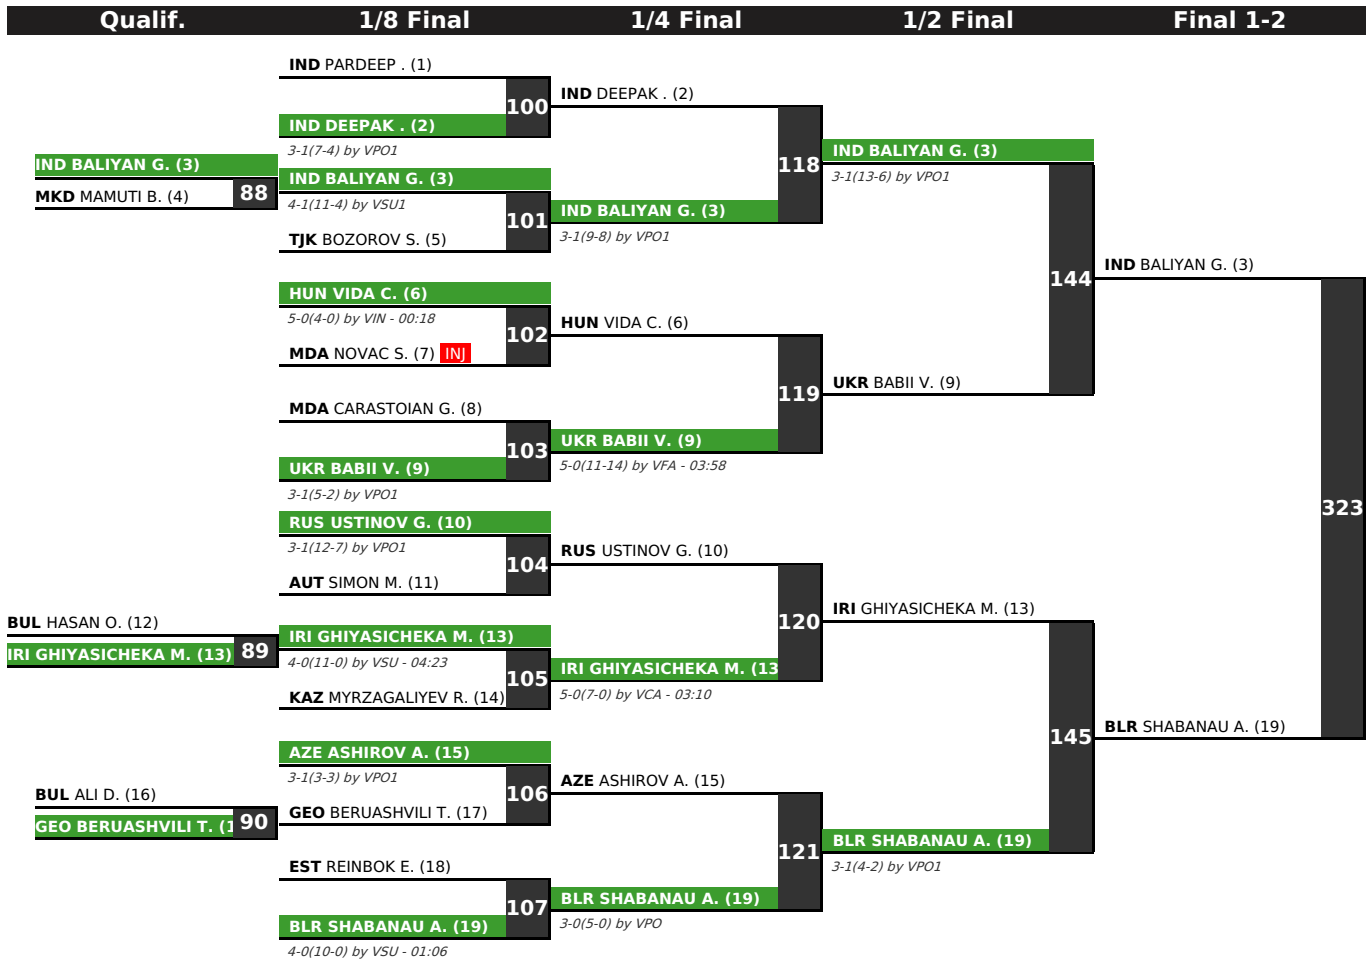 Qualif.
1/8 Final
1/4 Final
1/2 Final
Final 1-2
IND BALIYAN G. (3)
MKD MAMUTI B. (4)
88
BUL HASAN O. (12)
IRI GHIYASICHEKA M. (13)
89
BUL ALI D. (16)
GEO BERUASHVILI T. (1
90
IND PARDEEP . (1)
100
IND DEEPAK . (2)
3-1(7-4) by VPO1
IND BALIYAN G. (3)
4-1(11-4) by VSU1
101
TJK BOZOROV S. (5)
HUN VIDA C. (6)
5-0(4-0) by VIN - 00:18
102
MDA NOVAC S. (7) INJ
MDA CARASTOIAN G. (8)
103
UKR BABII V. (9)
3-1(5-2) by VPO1
RUS USTINOV G. (10)
3-1(12-7) by VPO1
104
AUT SIMON M. (11)
IRI GHIYASICHEKA M. (13)
4-0(11-0) by VSU - 04:23
105
KAZ MYRZAGALIYEV R. (14)
AZE ASHIROV A. (15)
3-1(3-3) by VPO1
106
GEO BERUASHVILI T. (17)
EST REINBOK E. (18)
107
BLR SHABANAU A. (19)
4-0(10-0) by VSU - 01:06
IND DEEPAK . (2)
118
IND BALIYAN G. (3)
3-1(9-8) by VPO1
HUN VIDA C. (6)
119
UKR BABII V. (9)
5-0(11-14) by VFA - 03:58
RUS USTINOV G. (10)
120
IRI GHIYASICHEKA M. (13
5-0(7-0) by VCA - 03:10
AZE ASHIROV A. (15)
121
BLR SHABANAU A. (19)
3-0(5-0) by VPO
IND BALIYAN G. (3)
3-1(13-6) by VPO1
144
UKR BABII V. (9)
IRI GHIYASICHEKA M. (13)
145
BLR SHABANAU A. (19)
3-1(4-2) by VPO1
IND BALIYAN G. (3)
323
BLR SHABANAU A. (19)